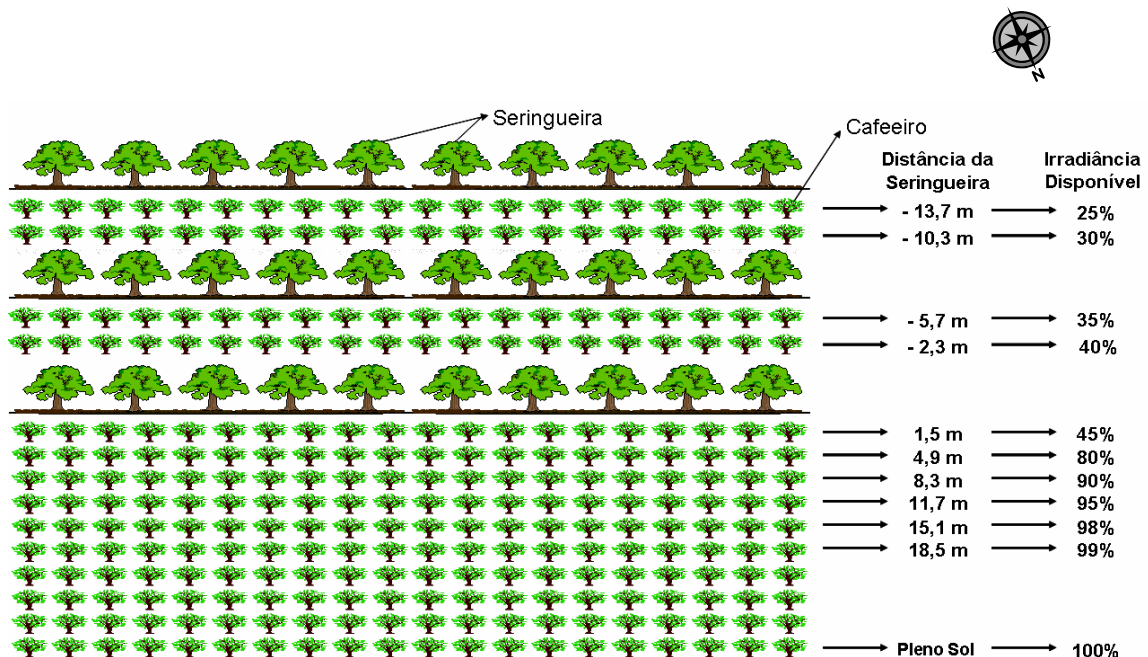 N
Seringueira
Cafeeiro
Distância da
Seringueira
Irradiância
Disponível
- 13,7 m 25%
- 10,3 m 30%
- 5,7 m 35%
- 2,3 m 40%
1,5 m 45%
4,9 m 80%
8,3 m 90%
11,7 m 95%
15,1 m 98%
18,5 m 99%
Pleno Sol 100%